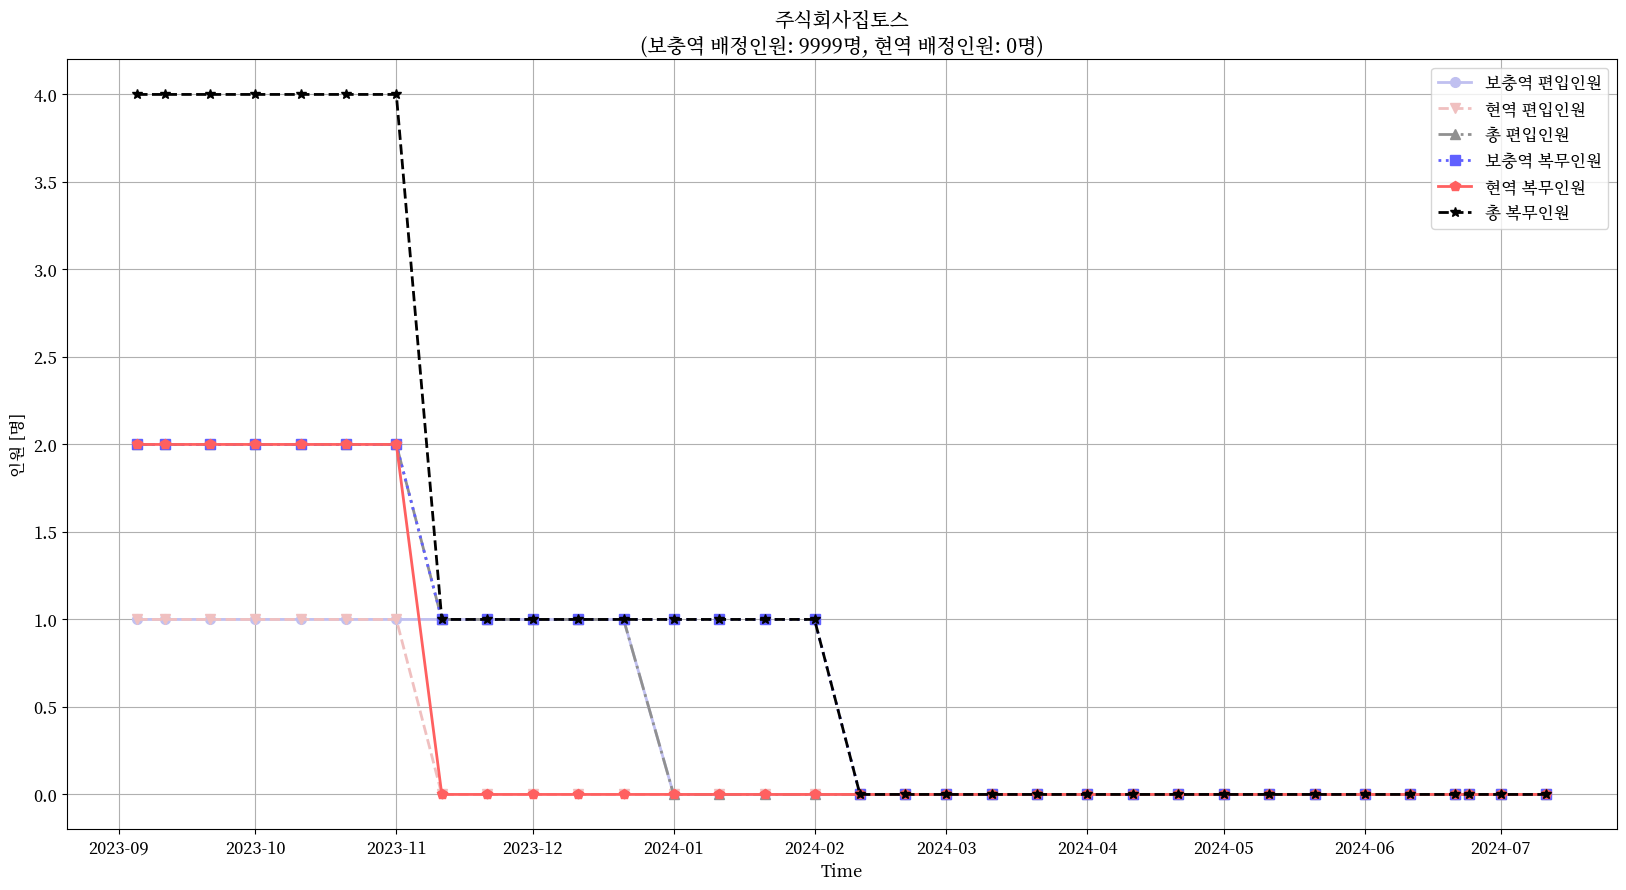 주식회사집토스
(보충역 배정인원: 9999명, 현역 배정인원: 0명)
보충역 편입인원
현역 편입인원
총 편입인원
보충역 복무인원
현역 복무인원
총 복무인원
인원 [명]
4.0
3.5
3.0
2.5
2.0
1.5
1.0
0.5
0.0
2023-09 2023-10 2023-11 2023-12 2024-01 2024-02 2024-03 2024-04 2024-05 2024-06 2024-07
Time